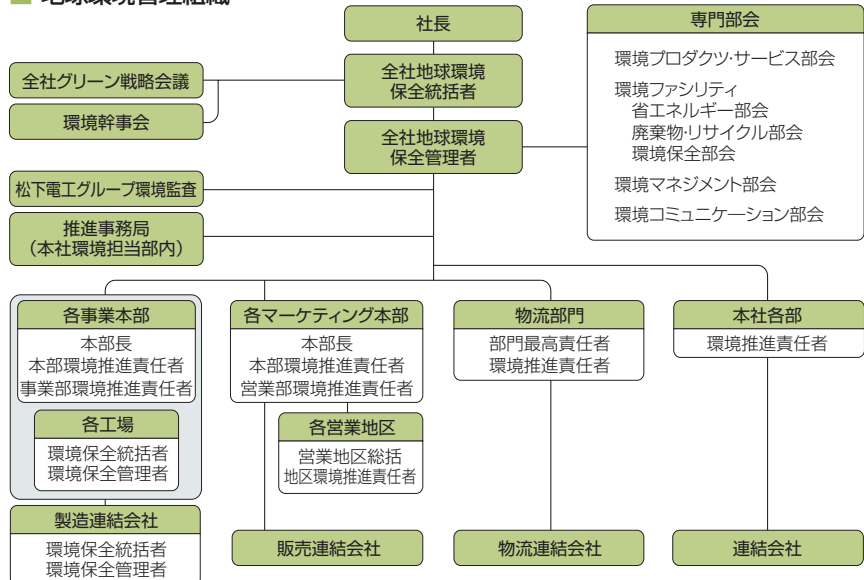 ■ 地球環境管理組織
社長
全社グリーン戦略会議
環境幹事会
全社地球環境
保全統括者
全社地球環境
保全管理者
専門部会
環境プロダクツ・サービス部会
環境ファシリティ
省エネルギー部会
廃棄物・リサイクル部会
環境保全部会
環境マネジメント部会
環境コミュニケーション部会
松下電工グループ環境監査
推進事務局
（本社環境担当部内）
各事業本部
本部長
本部環境推進責任者
事業部環境推進責任者
各工場
環境保全統括者
環境保全管理者
製造連結会社
環境保全統括者
環境保全管理者
各マーケティング本部
本部長
本部環境推進責任者
営業部環境推進責任者
各営業地区
営業地区総括
地区環境推進責任者
販売連結会社
物流部門
部門最高責任者
環境推進責任者
物流連結会社
本社各部
環境推進責任者
連結会社